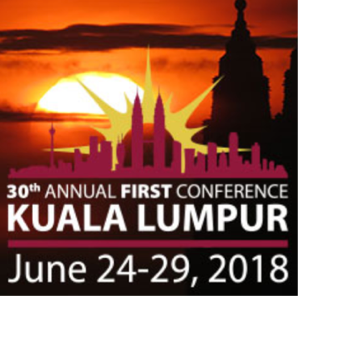 30th ANNUAL FIRST CONFERENCE
KUALA LUMPUR
June 24-29, 2018